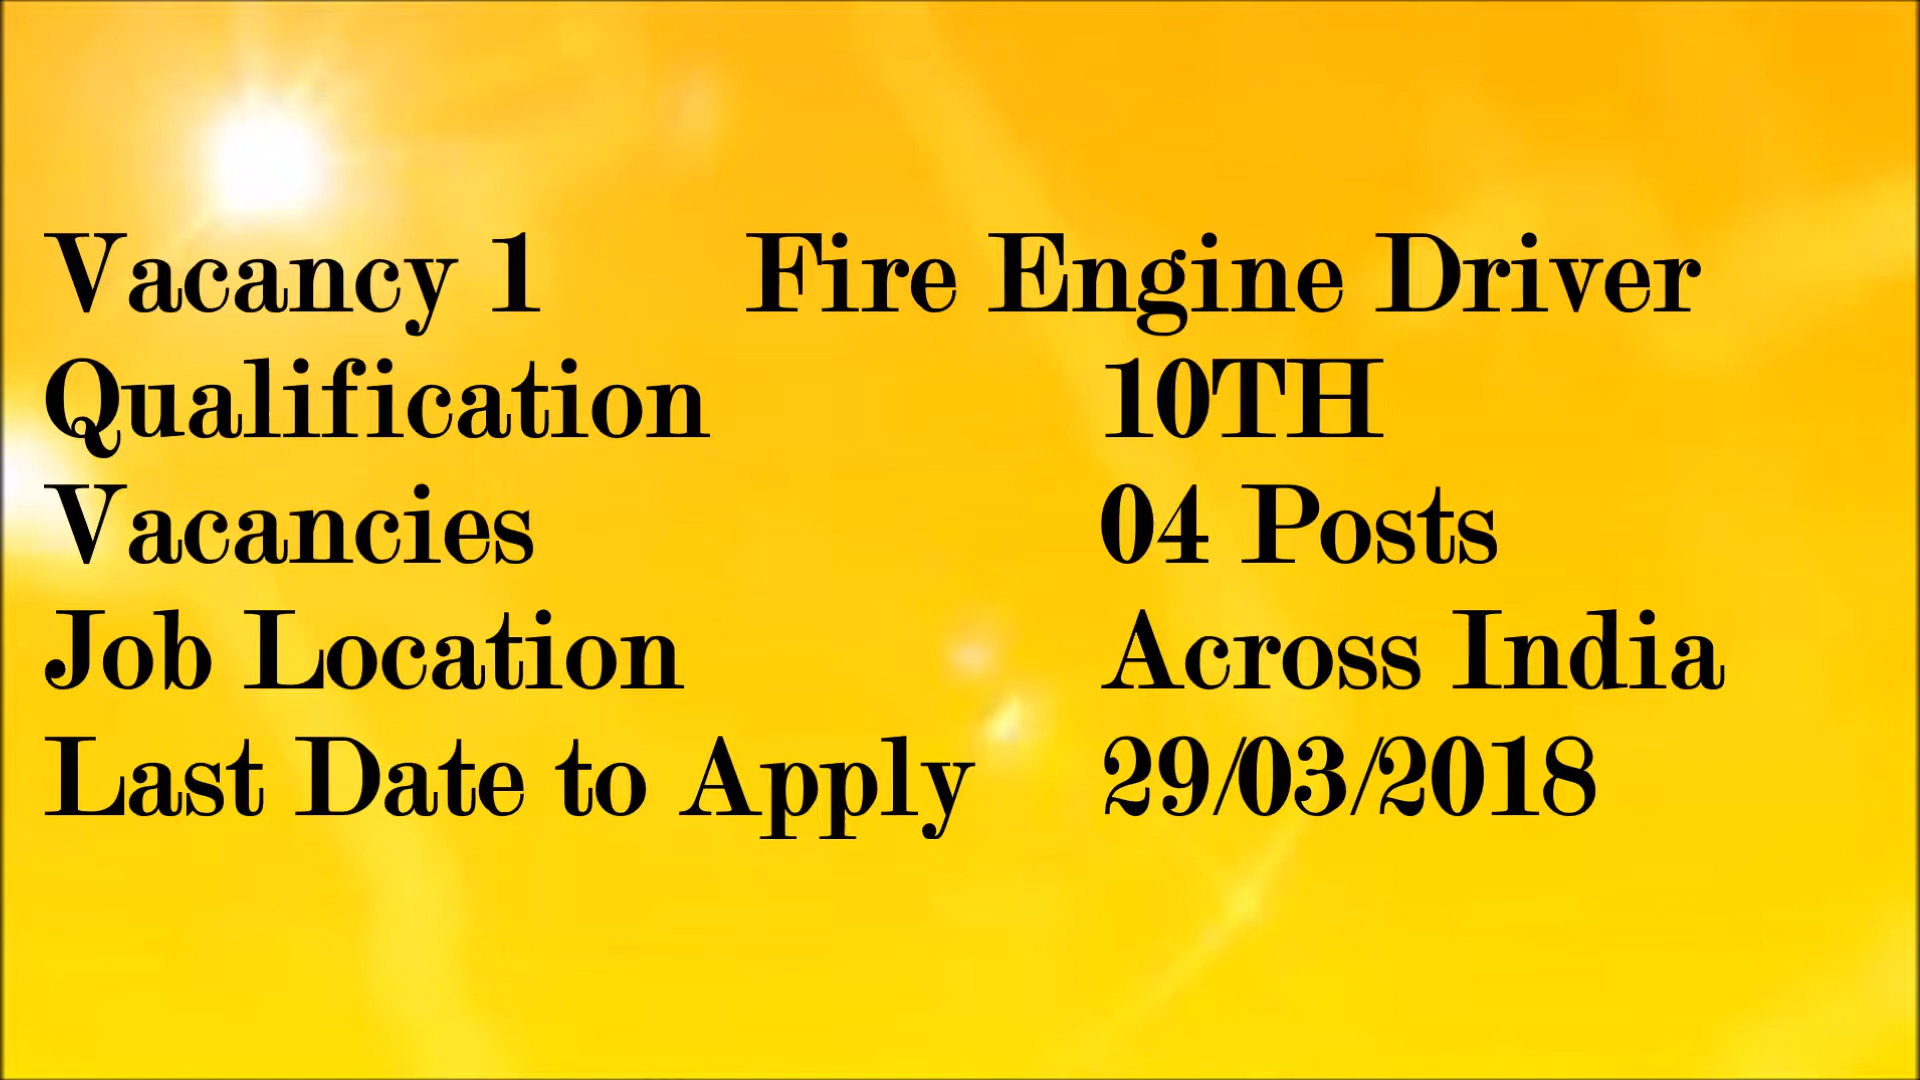 Vacancy 1 Fire Engine Driver
Qualification 10TH
Vacancies 04 Posts
Job Location Across India
Last Date to Apply 29/03/2018